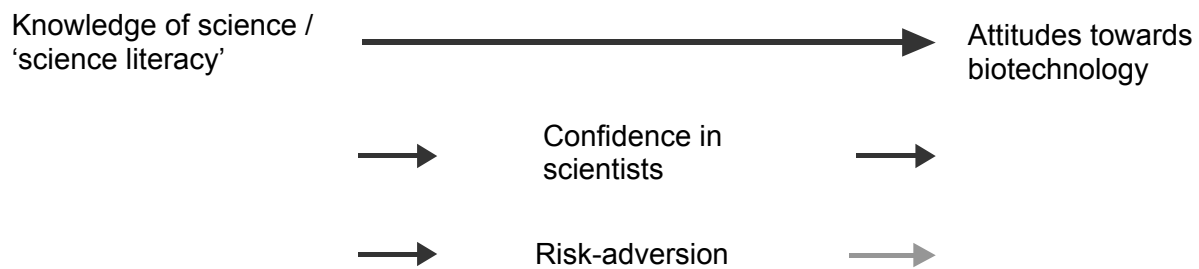 Knowledge of science /
‘science literacy’
Attitudes towards
biotechnology
Confidence in
scientists
Risk-adversion